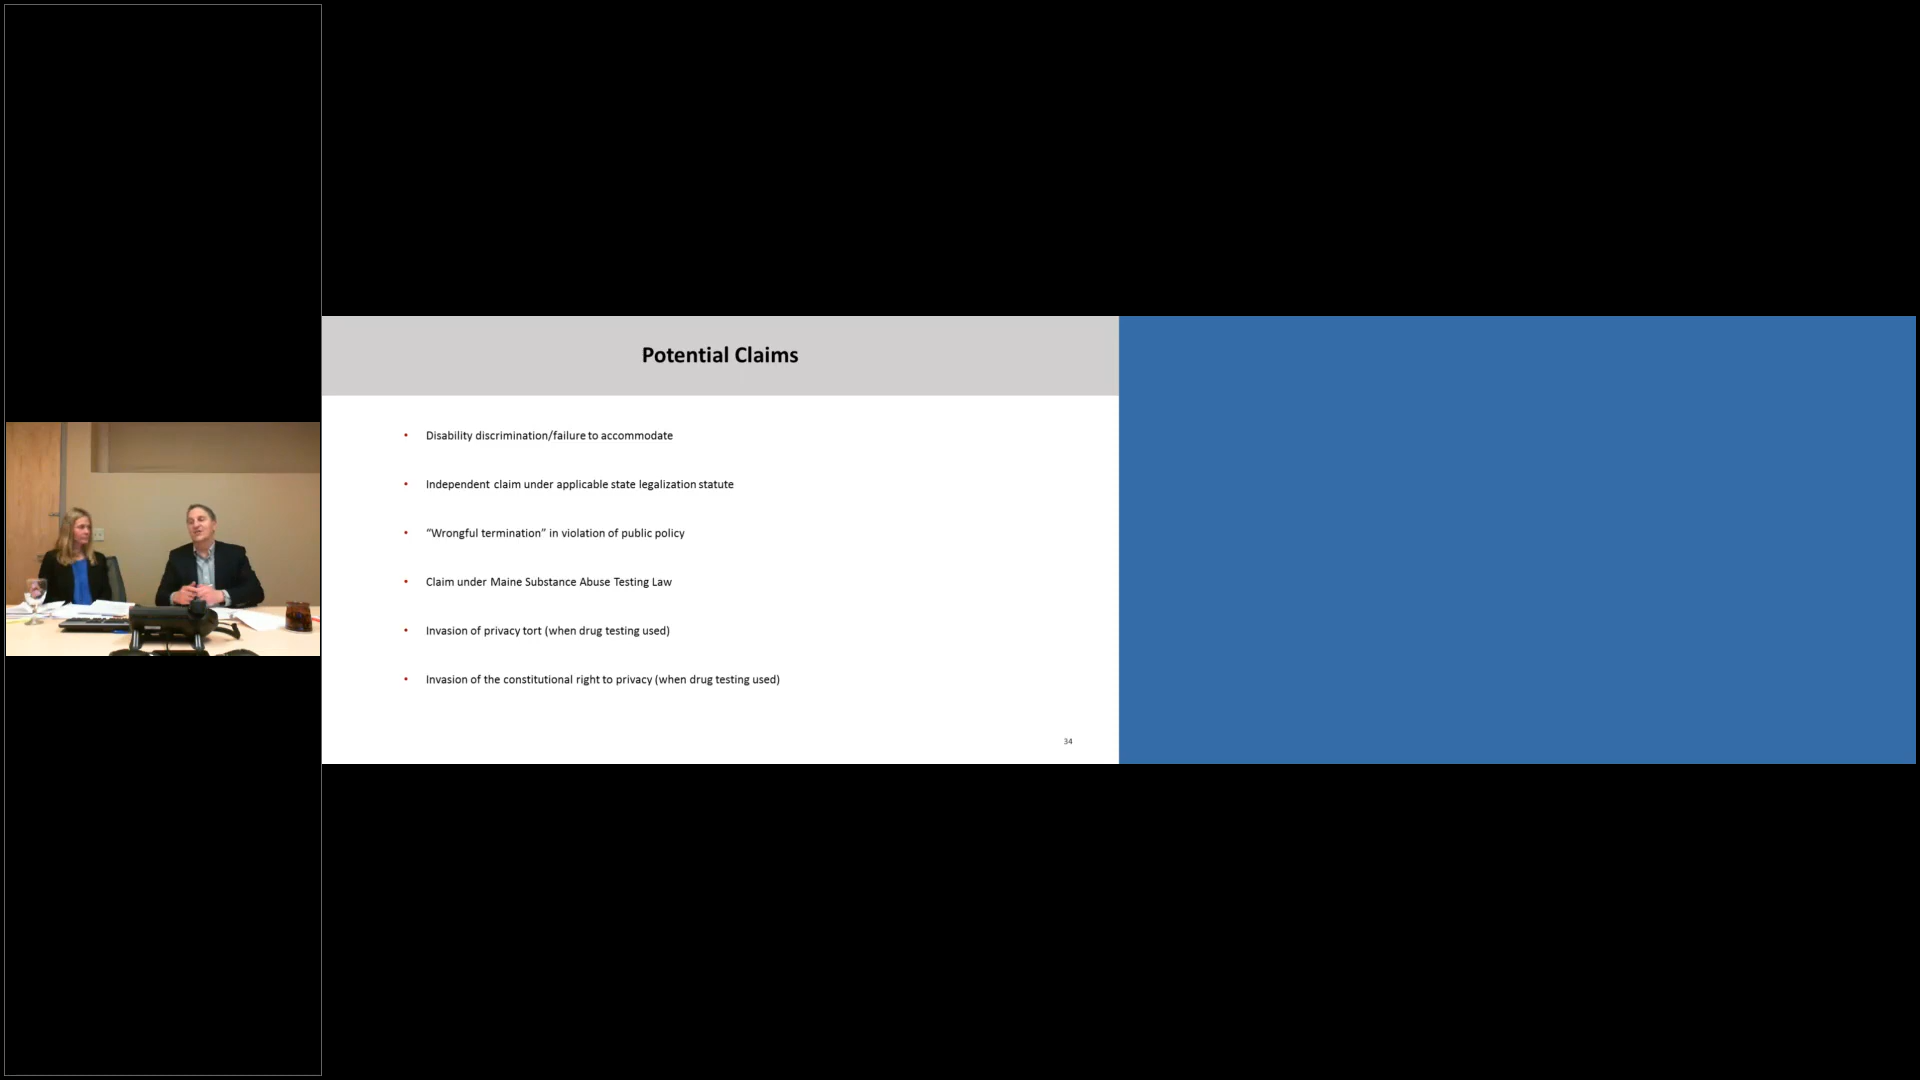 Potential Claims
• Disability discrimination/failure to accommodate
• Independent claim under applicable state legalization statute
• “Wrongful termination” in violation of public policy
• Claim under Maine Substance Abuse Testing Law
• Invasion of privacy tort (when drug testing used)
• Invasion of the constitutional right to privacy (when drug testing used)
34